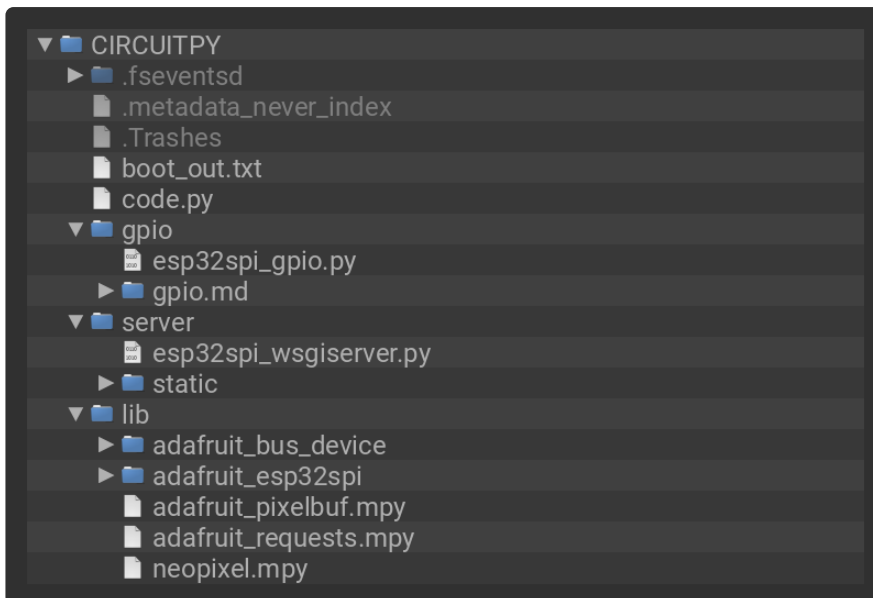 CIRCUITPY
.fseventsd
.metadata_never_index
.Trashes
boot_out.txt
code.py
gpio
esp32spi_gpio.py
gpio.md
server
esp32spi_wsgiserver.py
static
lib
adafruit_bus_device
adafruit_esp32spi
adafruit_pixelbuf.mpy
adafruit_requests.mpy
neopixel.mpy